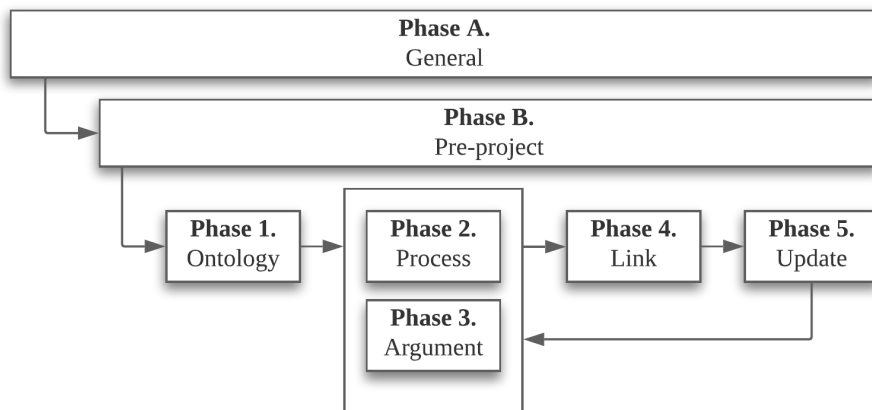 Phase A.
General
Phase B.
Pre-project
Phase 1.
Ontology
Phase 2.
Process
Phase 3.
Argument
Phase 4.
Link
Phase 5.
Update